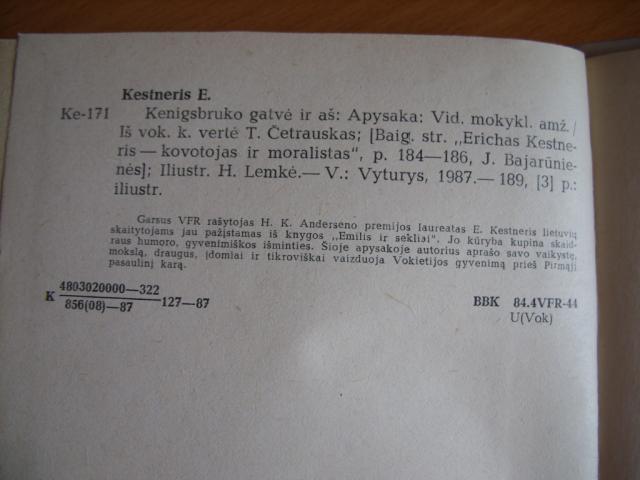 Kestneris E.
Ke-171 Kenigsbruko gatvė ir aš: Apysaka: Vid. mokykl. amž. /
Iš vok. k. vertė T. Četrauskas; [Baig. str. „Erichas Kestne-
ris — kovotojas ir moralistas“, p. 184—186, J. Bajarūnie-
nės]; Iliustr. H. Lemkė.— V.: Vyturys, 1987.— 189, [3] p.:
iliustr.
Garsus VFR rašytojas H. K. Anderseno premijos laureatas E. Kestneris lietuvių
skaitytojams jau pažįstamas iš knygos „Emilis ir sekliai“. Jo kūryba kupina skaid-
raus humoro, gyvenimiškos išminties. Šioje apysakoje autorius aprašo savo vaikystę,
mokslą, draugus, įdomiai ir tikroviškai vaizduoja Vokietijos gyvenimą prieš Pirmąjį
pasaulinį karą.
K 4803020000—322
856(08)—87 127—87
BBK 84.4VFR-44
U(Vok)